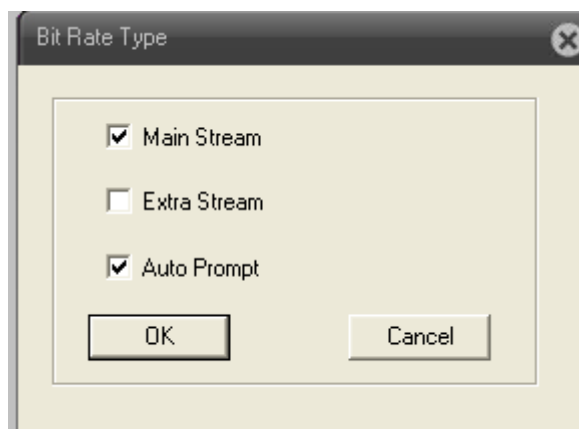 Bit Rate Type
Main Stream
Extra Stream
Auto Prompt
OK Cancel